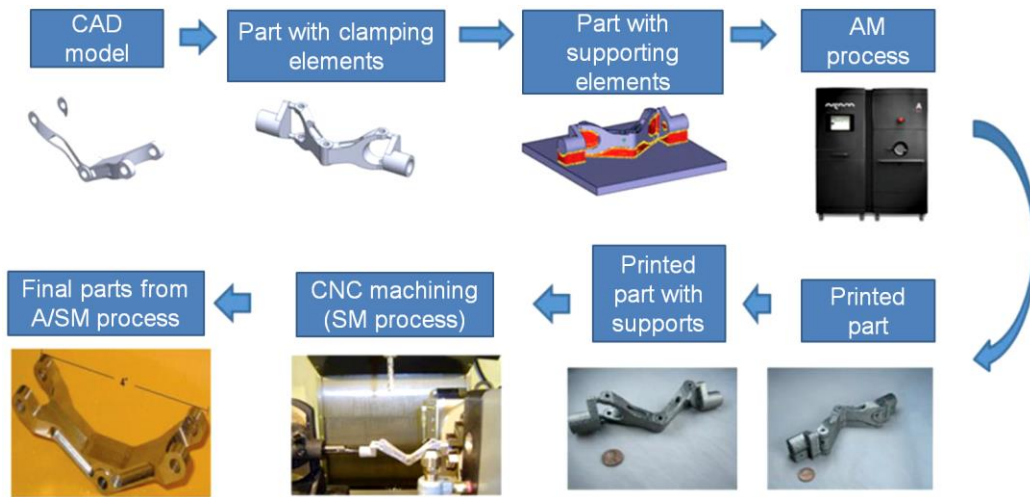 CAD
model
Part with clamping
elements
Part with
supporting
elements
AM
process
Final parts from
A/SM process
CNC machining
(SM process)
Printed
part with
supports
Printed
part
4"